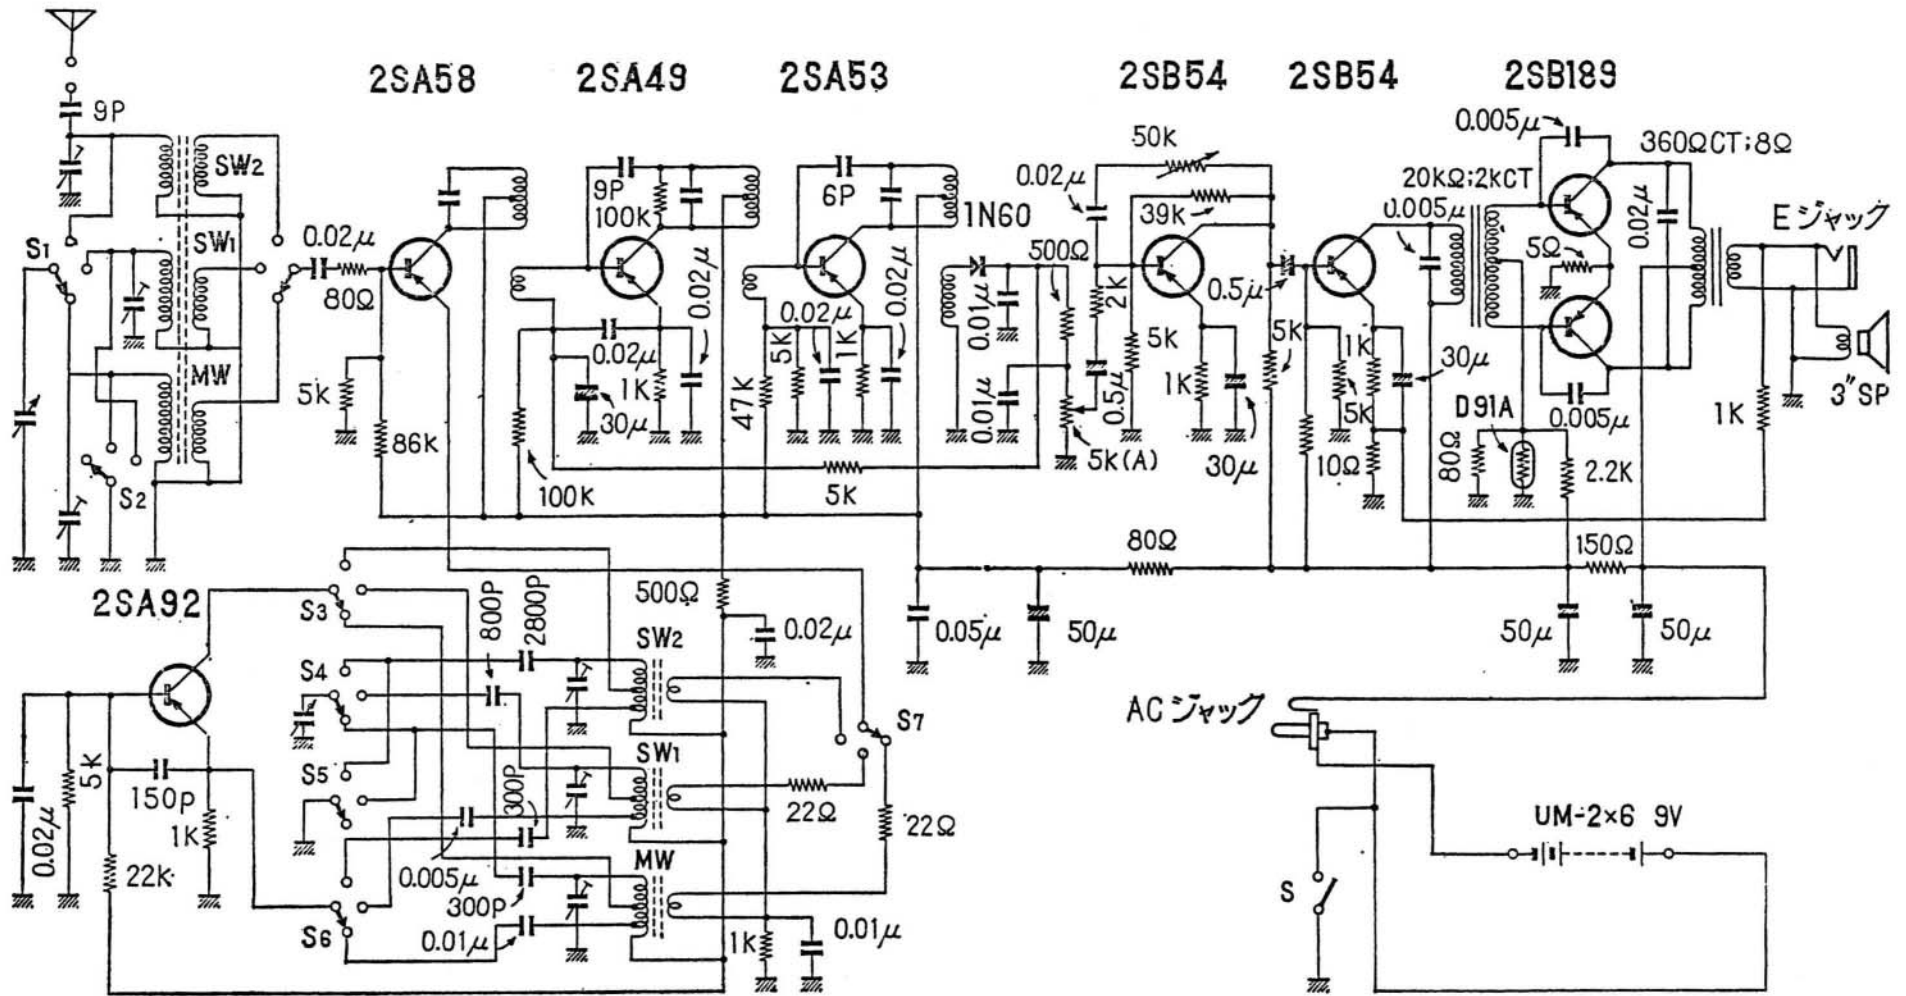 2SA58
2SA49
2SA53
2SB54
2SB54
2SB189
9P
SW2
S1
SW1
MW
S2
0.02μ
80Ω
5K
86K
9P
100K
0.02μ
0.02μ
1K
30μ
100K
6P
0.02μ
0.02μ
5K
1K
47K
5K
1N60
0.01μ
500Ω
0.01μ
5K(A)
0.02μ
50K
39K
2K
0.5μ
5K
1K
30μ
0.5μ
5K
5K
1K
10Ω
30μ
20KΩ;2KCT
0.005μ
0.005μ
5Ω
0.005μ
D91A
80Ω
2.2K
360ΩCT;8Ω
0.02μ
Eジャック
3"SP
1K
80Ω
150Ω
0.05μ
50μ
50μ
50μ
2SA92
S3
S4
S5
S6
800P
2800P
500Ω
0.02μ
SW2
SW1
MW
S7
22Ω
22Ω
300P
0.005μ
300P
0.01μ
1K
0.01μ
5K
150P
1K
0.02μ
22K
ACジャック
UM-2×6 9V
S